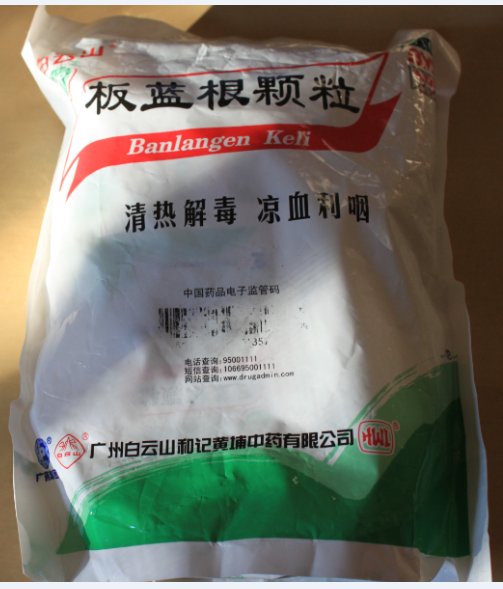 白云山
板蓝根颗粒
Banlangen Keli
清热解毒 凉血利咽
中国药品电子监管码
电话查询:95001111
短信查询:106695001111
网站查询:www.drugadmin.com
广州白云山和记黄埔中药有限公司
HWL
白云山